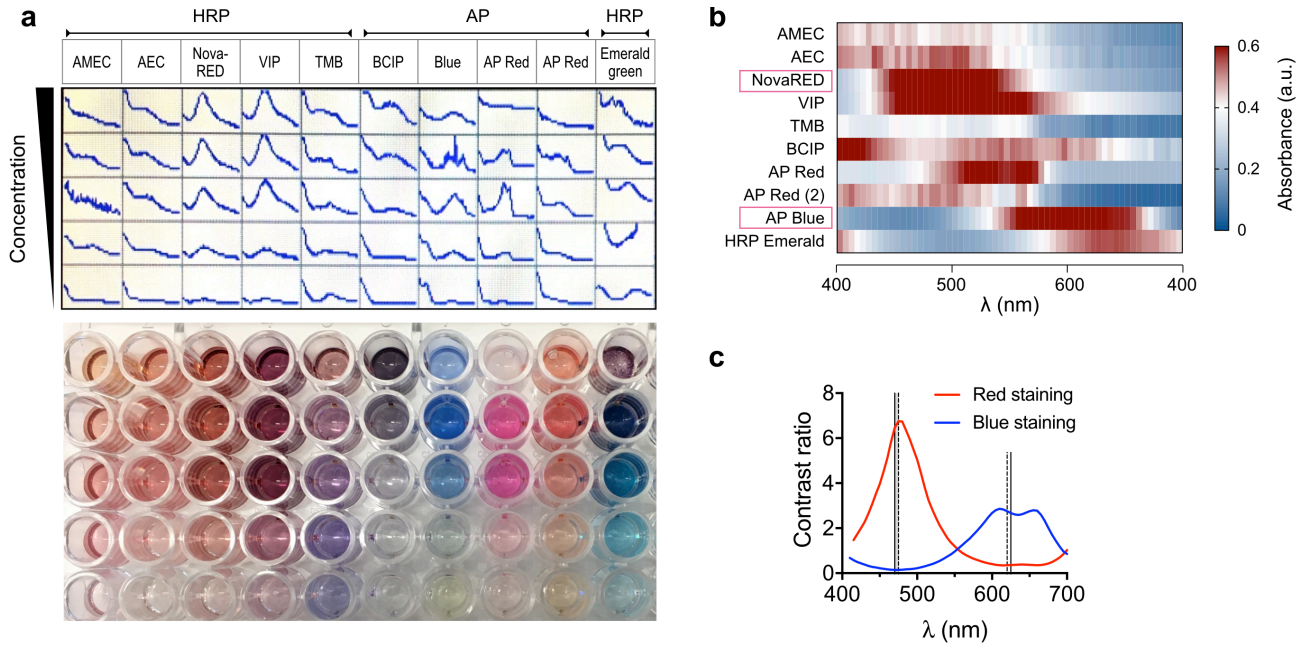 a
HRP
AP
HRP
AMEC
AEC
Nova-
RED
VIP
TMB
BCIP
Blue
AP Red
AP Red
Emerald
green
Concentration
b
AMEC
AEC
NovaRED
VIP
TMB
BCIP
AP Red
AP Red (2)
AP Blue
HRP Emerald
400
500
600
400
λ (nm)
0.6
0.4
0.2
0
Absorbance (a.u.)
c
Red staining
Blue staining
8
6
4
2
0
Contrast ratio
400
500
600
700
λ (nm)